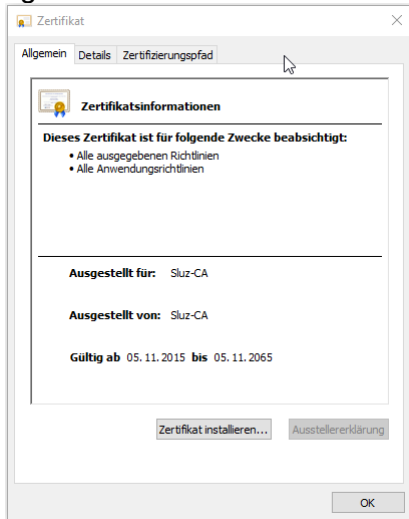 Zertifikat
Allgemein Details Zertifizierungspfad
Zertifikatsinformationen
Dieses Zertifikat ist für folgende Zwecke beabsichtigt:
• Alle ausgegebenen Richtlinien
• Alle Anwendungsrichtlinien
Ausgestellt für: Sluz-CA
Ausgestellt von: Sluz-CA
Gültig ab 05. 11. 2015 bis 05. 11. 2065
Zertifikat installieren... Ausstellererklärung
OK